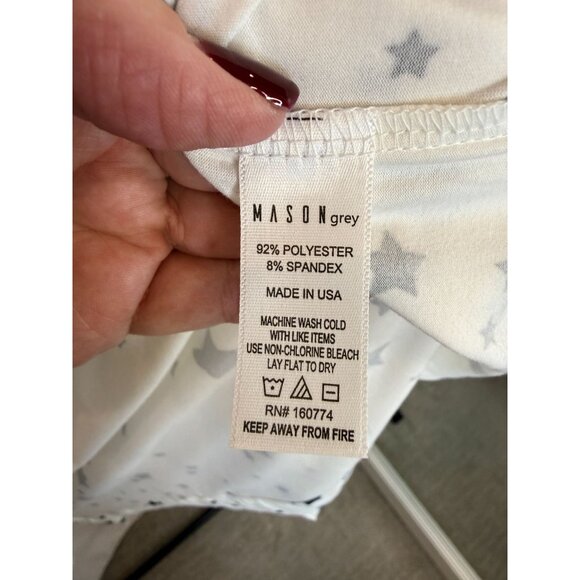 MASON grey
92% POLYESTER
8% SPANDEX
MADE IN USA
MACHINE WASH COLD
WITH LIKE ITEMS
USE NON-CHLORINE BLEACH
LAY FLAT TO DRY
RN# 160774
KEEP AWAY FROM FIRE